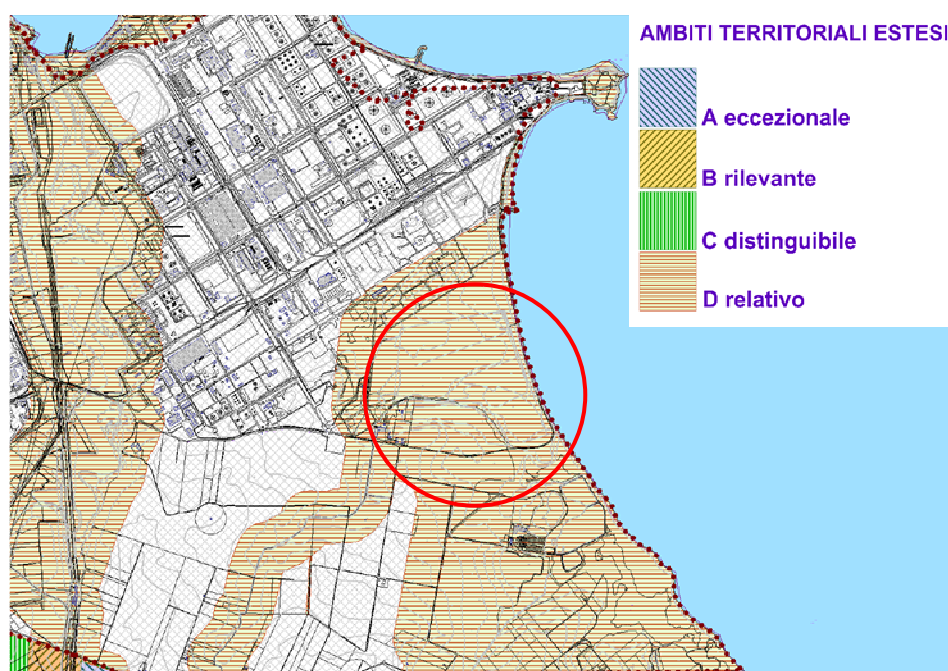 AMBITI TERRITORIALI ESTESI
A eccezionale
B rilevante
C distinguibile
D relativo